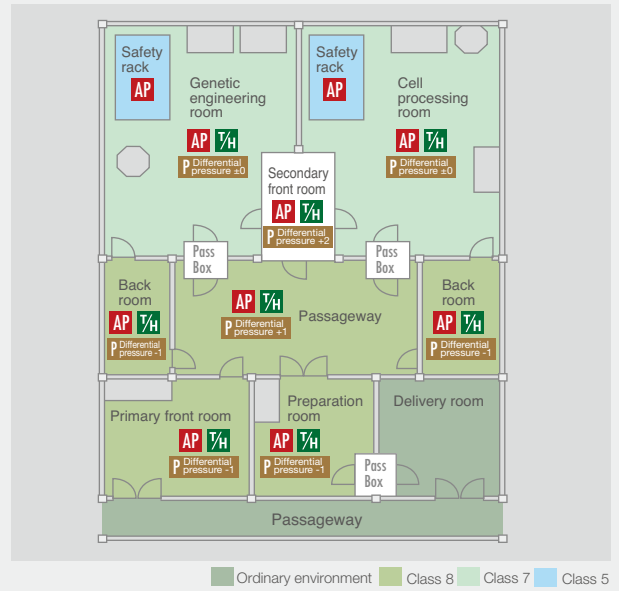 Safety
rack
AP
Genetic
engineering
room
AP T/H
P Differential
pressure ±0
Safety
rack
AP
Cell
processing
room
AP T/H
P Differential
pressure ±0
Secondary
front room
AP T/H
P Differential
pressure +2
Pass
Box
Pass
Box
Back
room
AP T/H
P Differential
pressure -1
AP T/H
P Differential
pressure +1
Passageway
Back
room
AP T/H
P Differential
pressure -1
Primary front room
AP T/H
P Differential
pressure -1
Preparation
room
AP T/H
P Differential
pressure -1
Pass
Box
Delivery room
Passageway
Ordinary environment Class 8 Class 7 Class 5